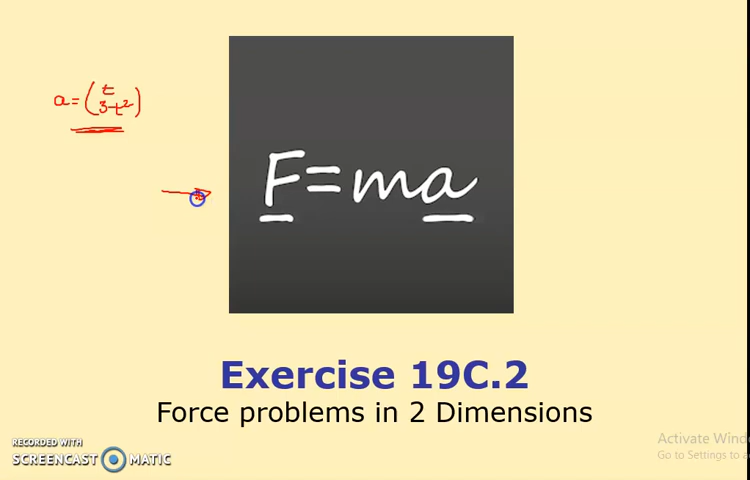 a = (t
3-t²)
F=ma
Exercise 19C.2
Force problems in 2 Dimensions
RECORDED WITH
SCREENCAST MATIC
Activate Wind
Go to Settings to a